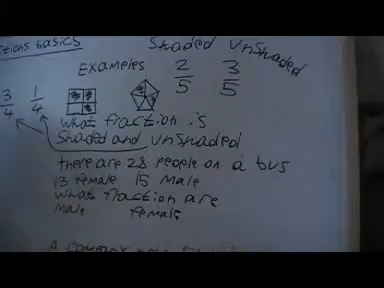 basics
Shaded Unshaded
Examples 2/5 3/5
3/4 1/4
What fraction is
Shaded and unshaded
there are 28 people on a bus
13 female 15 male
what fraction are
Male female
A company